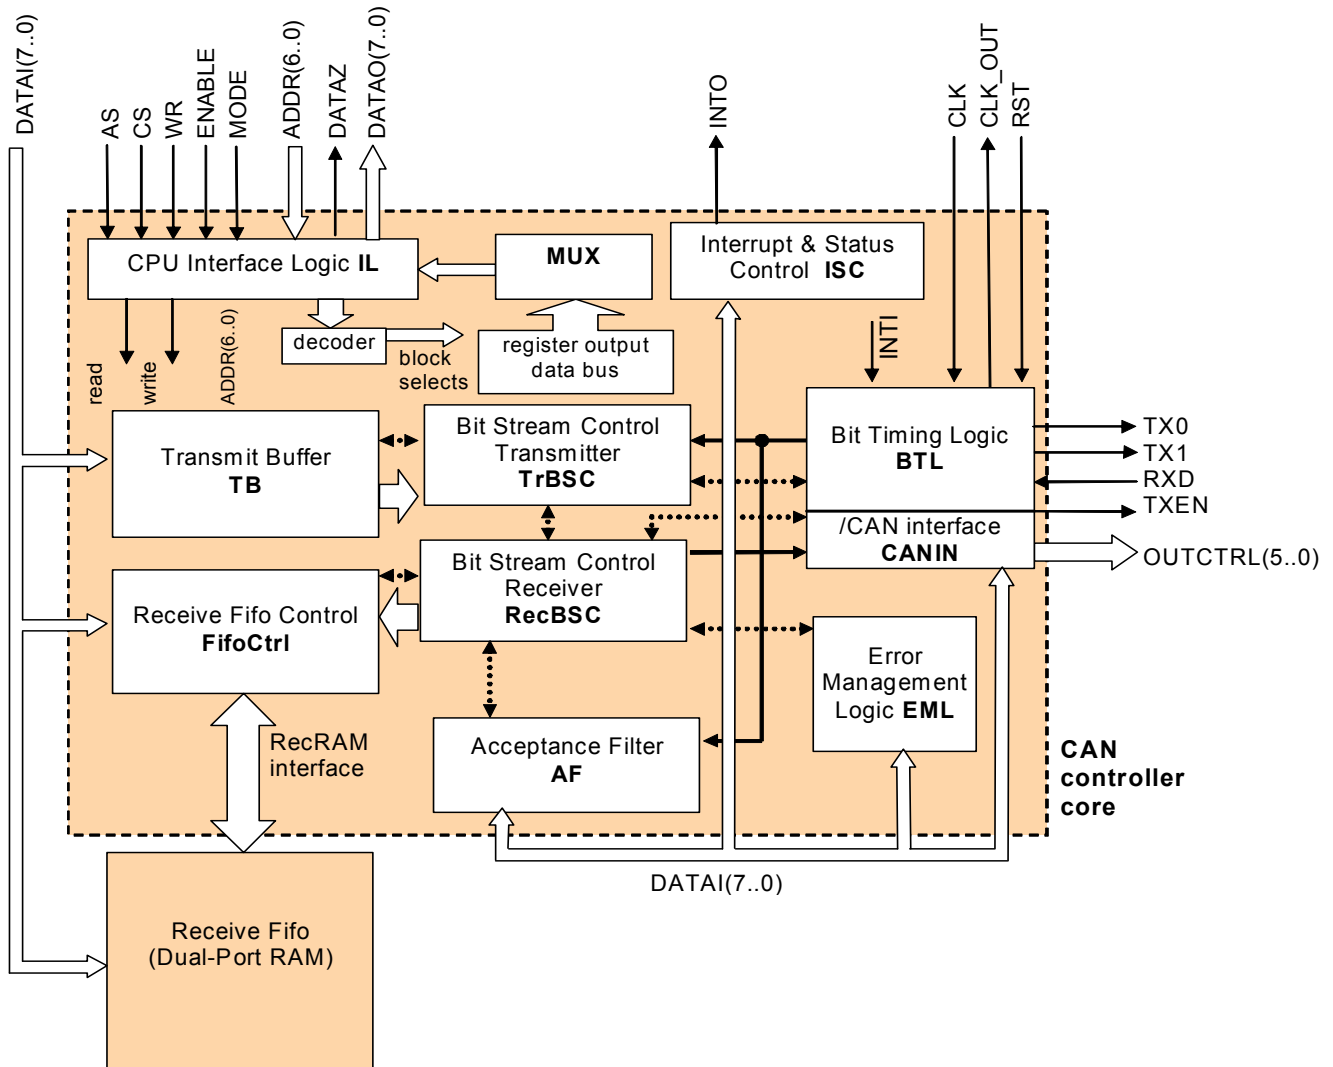 DATAI(7..0)
AS
CS
WR
ENABLE
MODE
ADDR(6..0)
DATAZ
DATAO(7..0)
INTO
CLK
CLK_OUT
RST
CPU Interface Logic IL
MUX
Interrupt & Status
Control ISC
decoder
block
selects
register output
data bus
INTI
read
write
ADDR(6..0)
Transmit Buffer
TB
Bit Stream Control
Transmitter
TrBSC
Bit Timing Logic
BTL
/CAN interface
CANIN
TX0
TX1
RXD
TXEN
OUTCTRL(5..0)
Receive Fifo Control
FifoCtrl
Bit Stream Control
Receiver
RecBSC
Error
Management
Logic EML
RecRAM
interface
Acceptance Filter
AF
CAN
controller
core
DATAI(7..0)
Receive Fifo
(Dual-Port RAM)